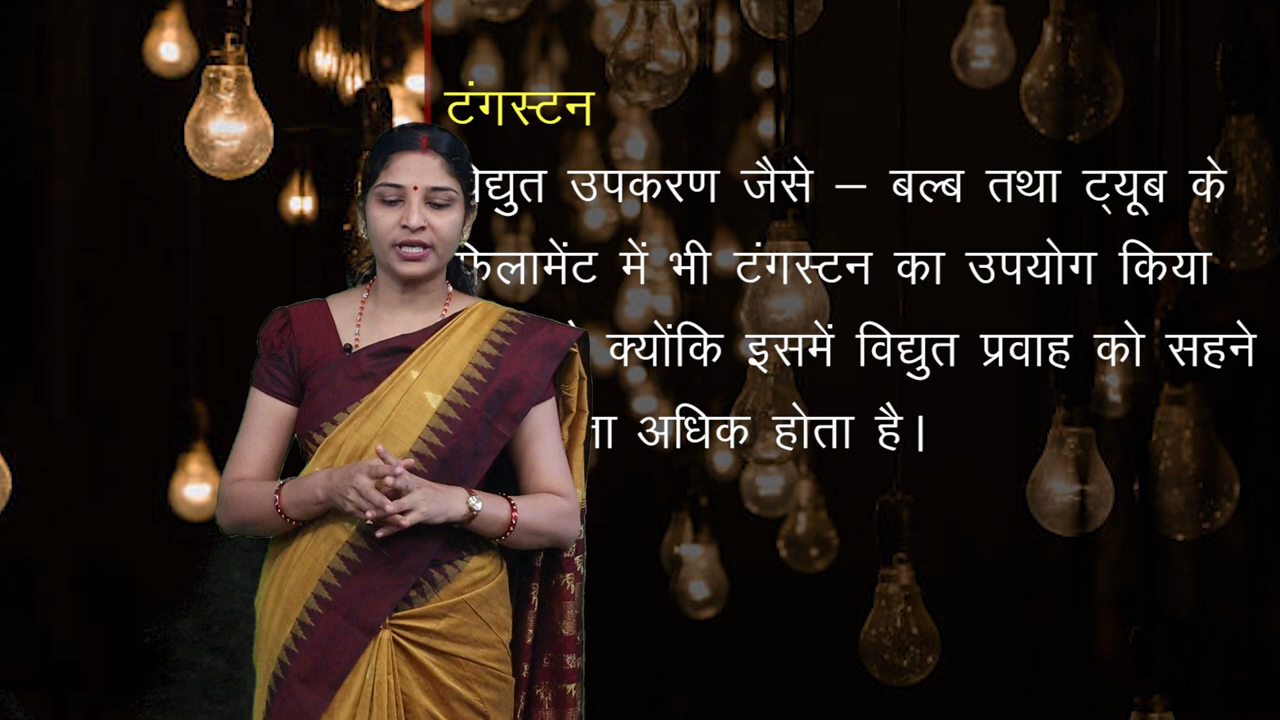 टंगस्टन
उपकरण जैसे – बल्ब तथा ट्यूब के
में भी टंगस्टन का उपयोग किया
क्योंकि इसमें विद्युत प्रवाह को सहने
अधिक होता है।